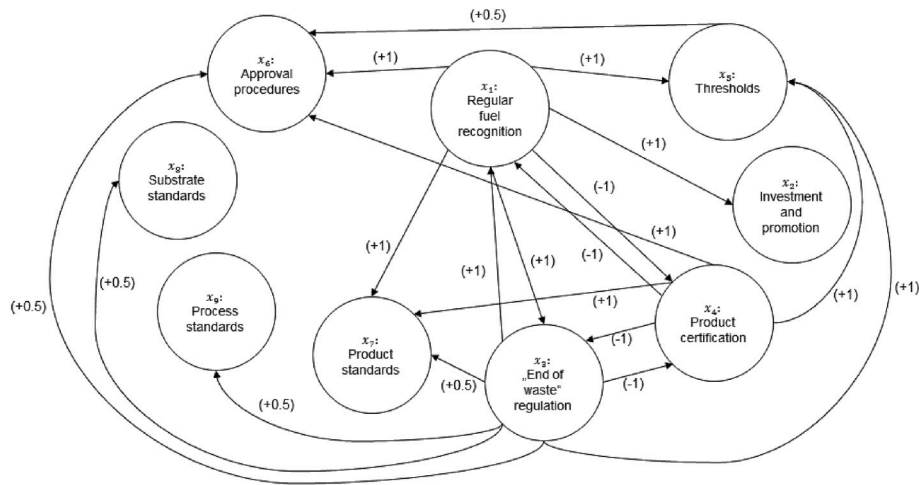 (+0.5)
x₆:
Approval
procedures
(+1)
(+1)
x₁:
Regular
fuel
recognition
x₅:
Thresholds
x₈:
Substrate
standards
(+1)
(-1)
x₂:
Investment
and
promotion
(+1)
(+1)
(+1)
(-1)
(+1)
(+0.5)
(+0.5)
x₉:
Process
standards
(+1)
(+1)
(+1)
x₄:
Product
certification
x₇:
Product
standards
(-1)
x₃:
„End of
waste"
regulation
(+0.5)
(-1)
(+0.5)